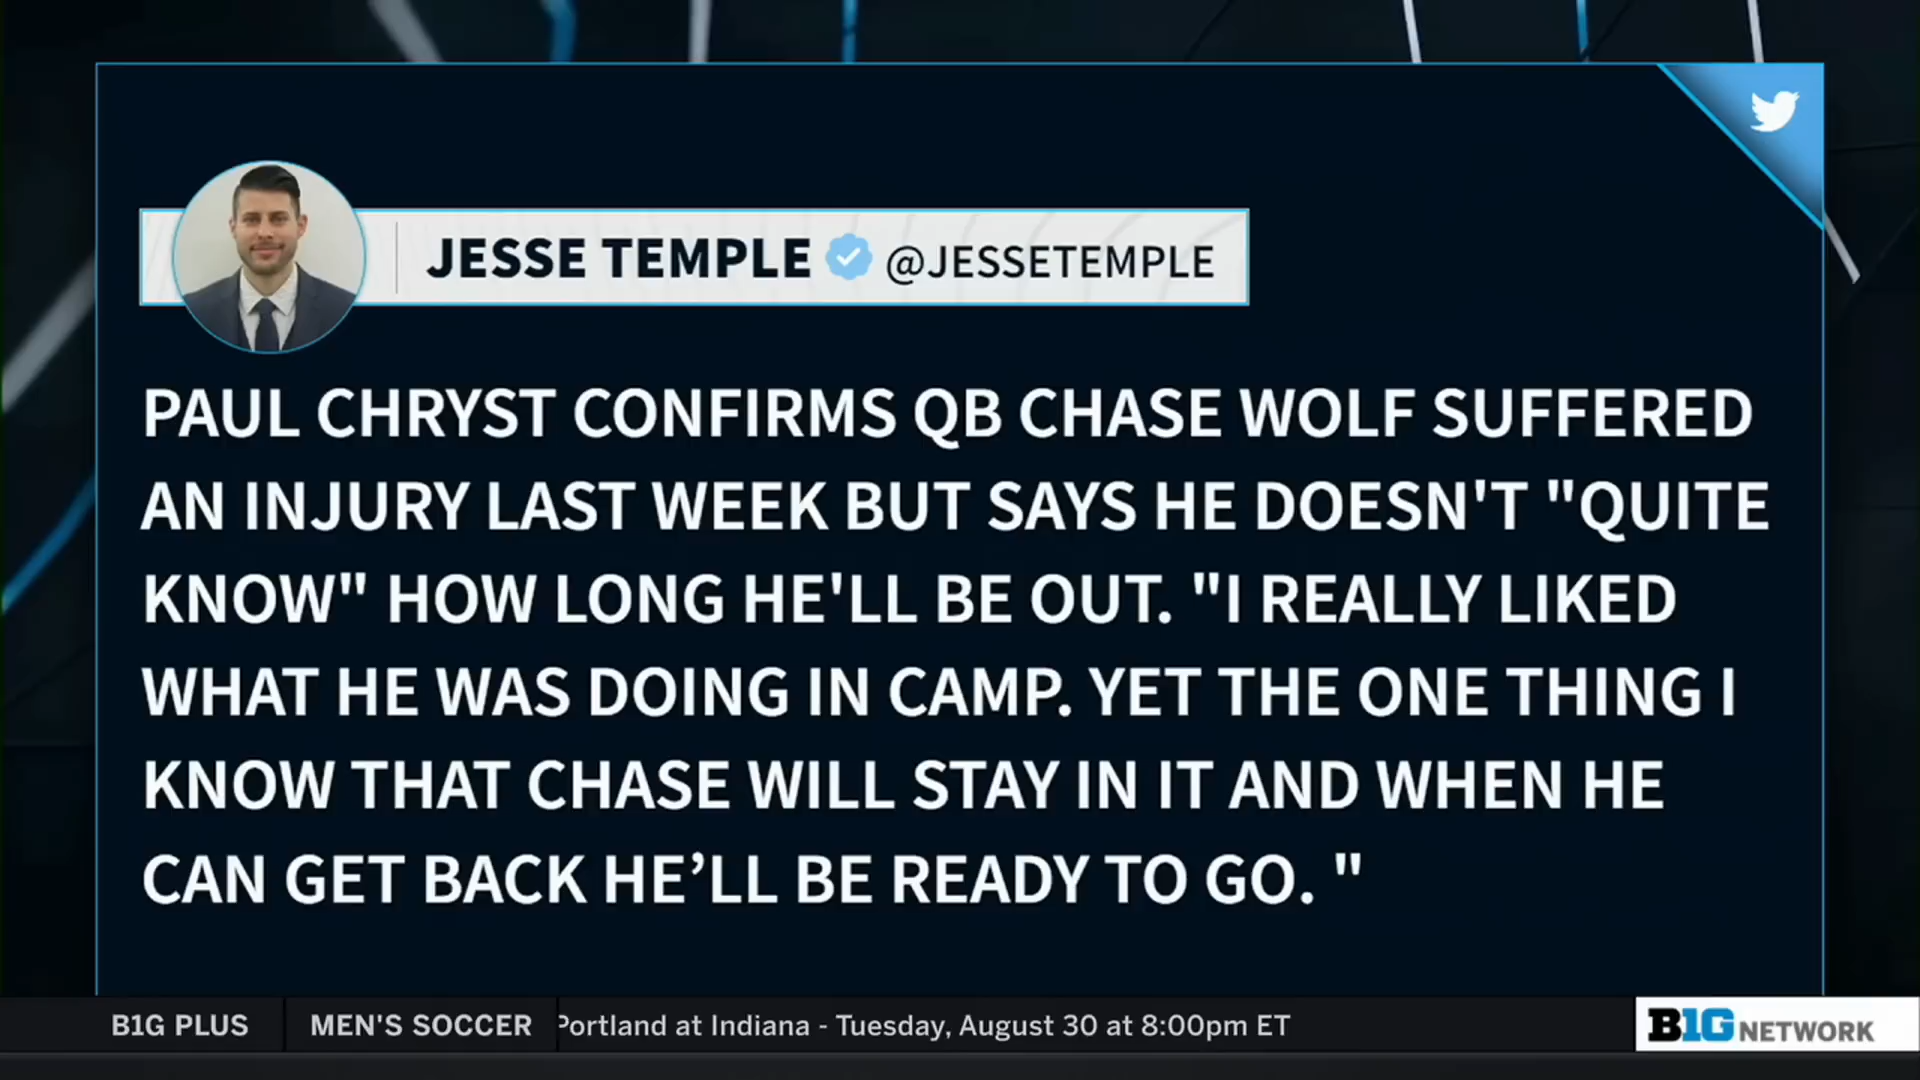 JESSE TEMPLE @JESSETEMPLE
PAUL CHRYST CONFIRMS QB CHASE WOLF SUFFERED
AN INJURY LAST WEEK BUT SAYS HE DOESN'T "QUITE
KNOW" HOW LONG HE'LL BE OUT. "I REALLY LIKED
WHAT HE WAS DOING IN CAMP. YET THE ONE THING I
KNOW THAT CHASE WILL STAY IN IT AND WHEN HE
CAN GET BACK HE’LL BE READY TO GO. "
B1G PLUS MEN'S SOCCER Portland at Indiana - Tuesday, August 30 at 8:00pm ET B1G NETWORK